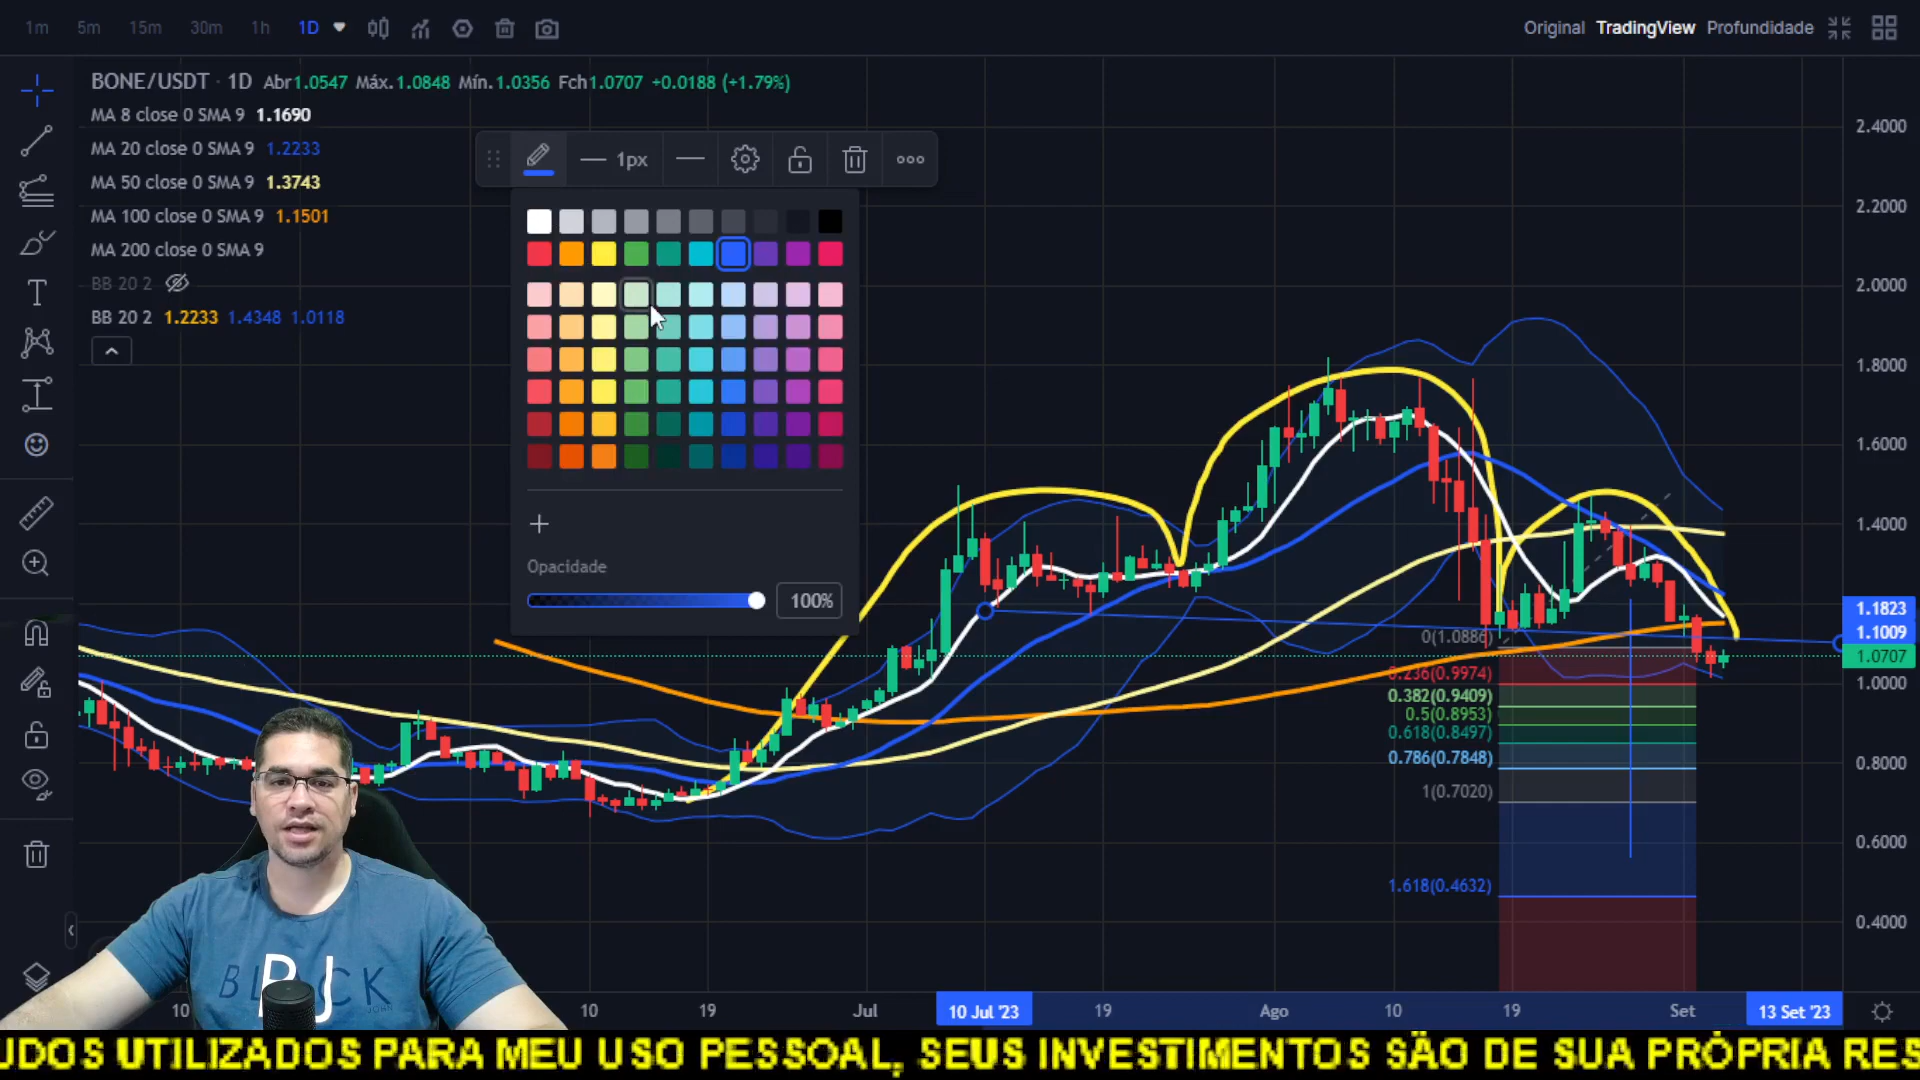 1m 5m 15m 30m 1h 1D
Original TradingView Profundidade
BONE/USDT · 1D Abr1.0547 Máx.1.0848 Mín.1.0356 Fch1.0707 +0.0188 (+1.79%)
MA 8 close 0 SMA 9 1.1690
MA 20 close 0 SMA 9 1.2233
MA 50 close 0 SMA 9 1.3743
MA 100 close 0 SMA 9 1.1501
MA 200 close 0 SMA 9
BB 20 2
BB 20 2 1.2233 1.4348 1.0118
1px
Opacidade
100%
2.4000
2.2000
2.0000
1.8000
1.6000
1.4000
1.1823
1.1009
1.0707
1.0000
0.8000
0.6000
0.4000
0(1.0886)
0.236(0.9974)
0.382(0.9409)
0.5(0.8953)
0.618(0.8497)
0.786(0.7848)
1(0.7020)
1.618(0.4632)
BLACK
JOHN
PJ
10 10 19 Jul 10 Jul '23 19 Ago 10 19 Set 13 Set '23
UDOS UTILIZADOS PARA MEU USO PESSOAL, SEUS INVESTIMENTOS SÃO DE SUA PRÓPRIA RES